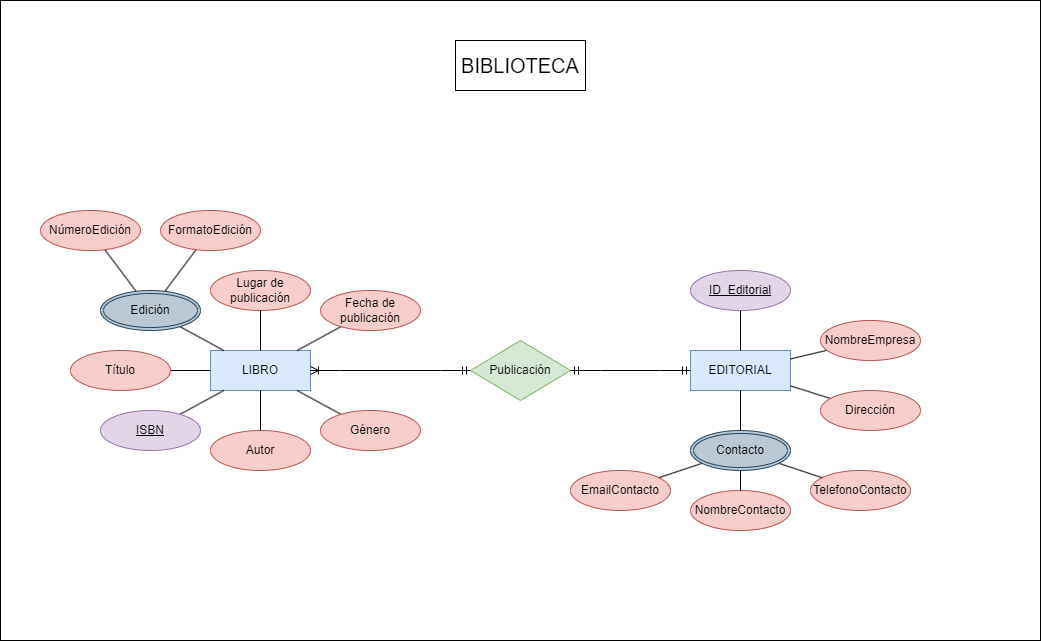 BIBLIOTECA
NúmeroEdición
FormatoEdición
Edición
Lugar de
publicación
Fecha de
publicación
Título
LIBRO
ISBN
Autor
Género
Publicación
ID_Editorial
NombreEmpresa
EDITORIAL
Dirección
Contacto
EmailContacto
NombreContacto
TelefonoContacto